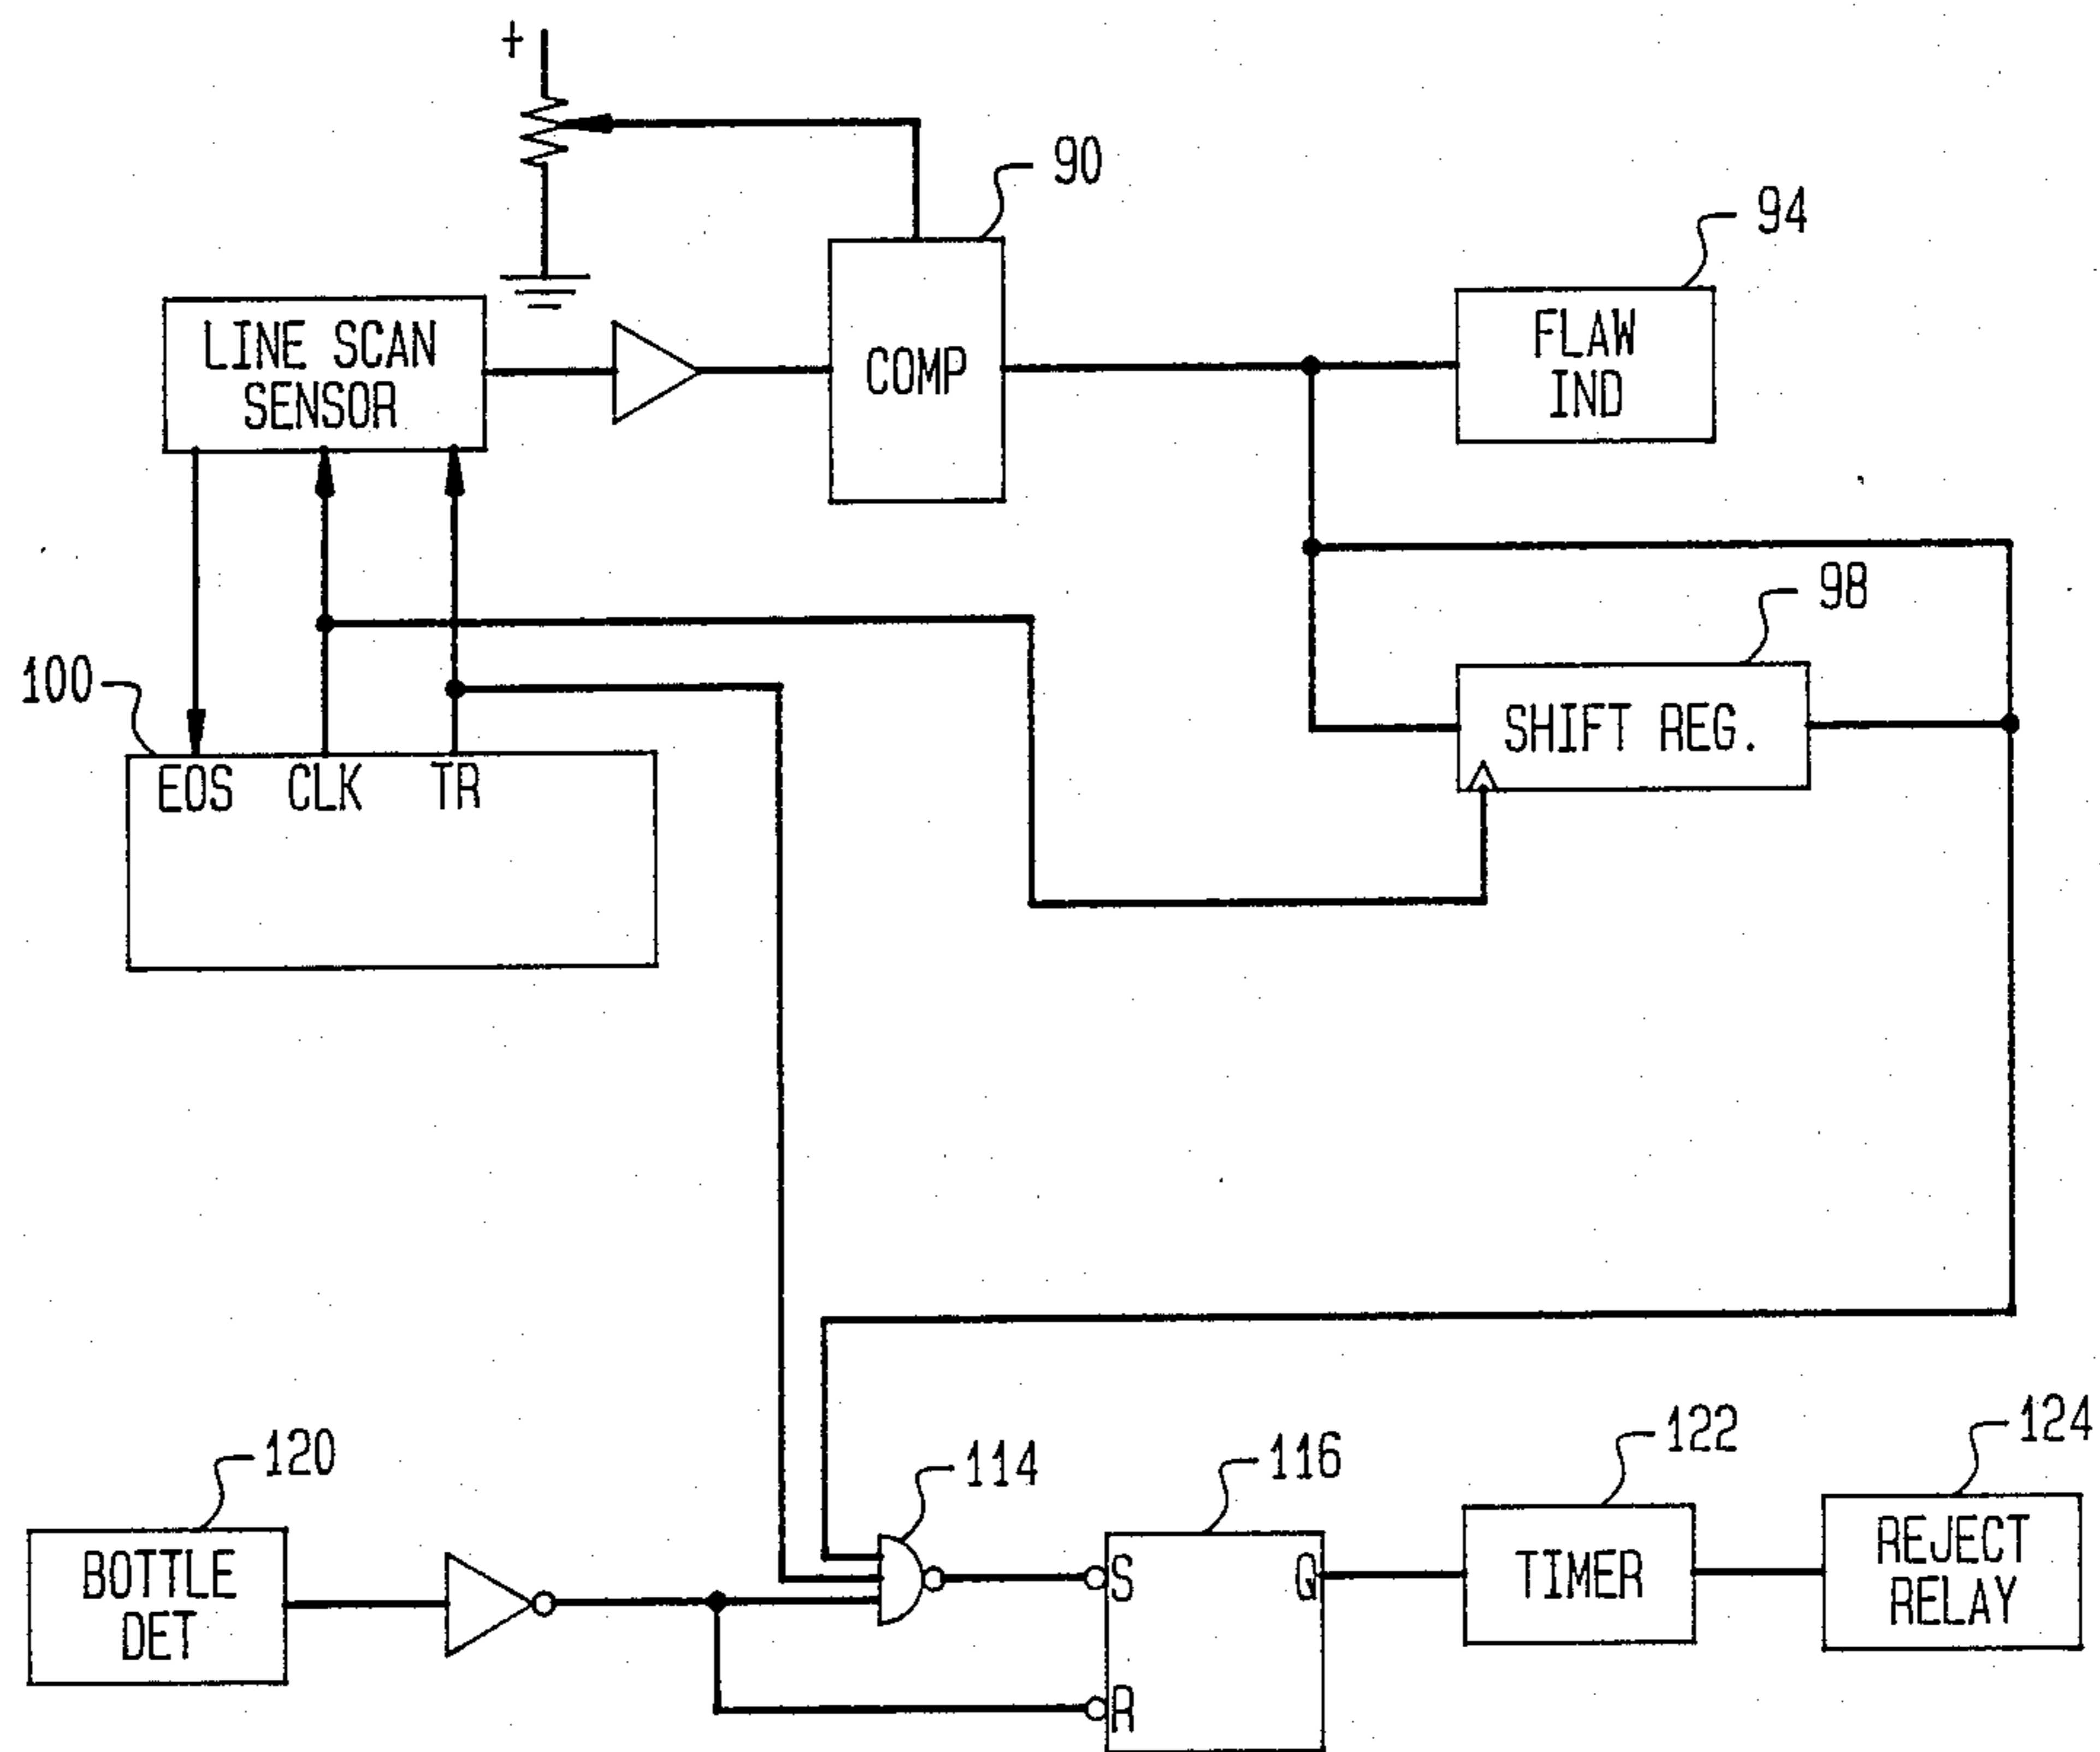 +
90
94
LINE SCAN
SENSOR
COMP
FLAW
IND
98
100
SHIFT REG.
EOS CLK TR
120
114
116
122
124
BOTTLE
DET
S
Q
R
TIMER
REJECT
RELAY